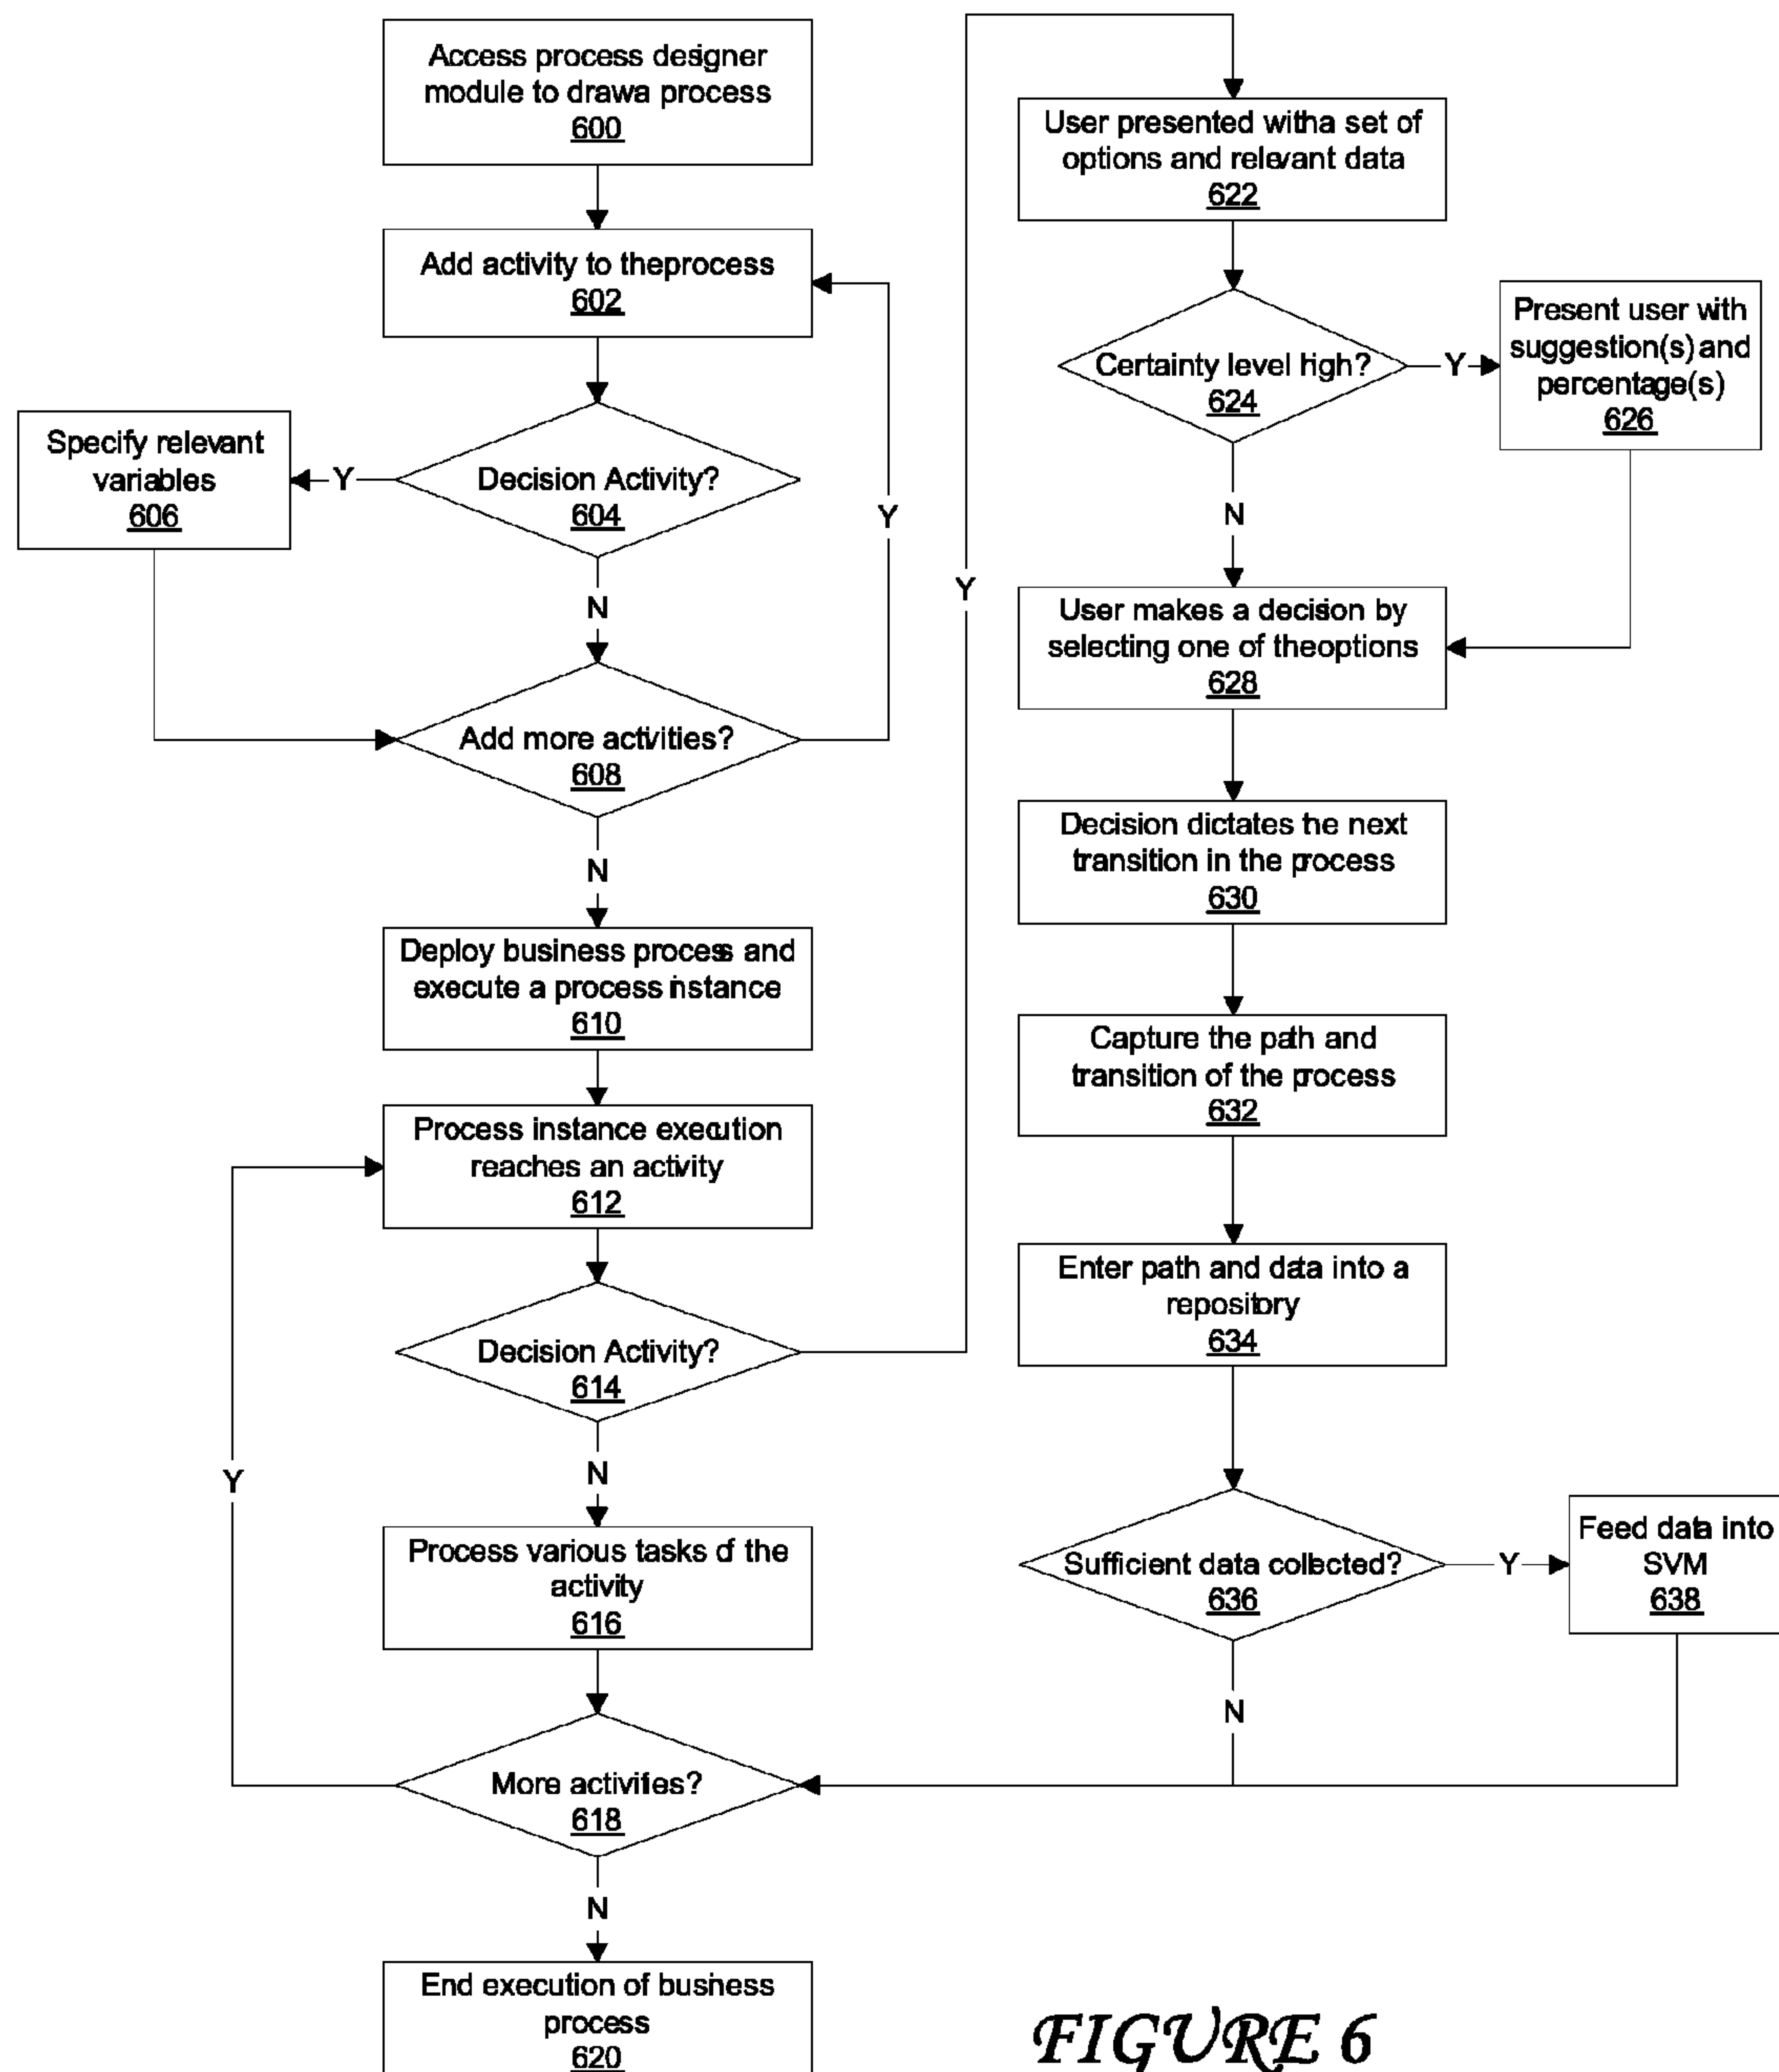 Access process designer
module to drawa process
600
Add activity to theprocess
602
Decision Activity?
604
Y
Specify relevant
variables
606
N
Y
Add more activities?
608
N
Deploy business process and
execute a process instance
610
Process instance execution
reaches an activity
612
Decision Activity?
614
Y
N
Process various tasks of the
activity
616
Y
More activities?
618
N
End execution of business
process
620
User presented witha set of
options and relevant data
622
Certainty level high?
624
Y
Present user with
suggestion(s) and
percentage(s)
626
N
User makes a decision by
selecting one of theoptions
628
Decision dictates the next
transition in the process
630
Capture the path and
transition of the process
632
Enter path and data into a
repository
634
Sufficient data collected?
636
Y
Feed data into
SVM
638
N
FIGURE 6